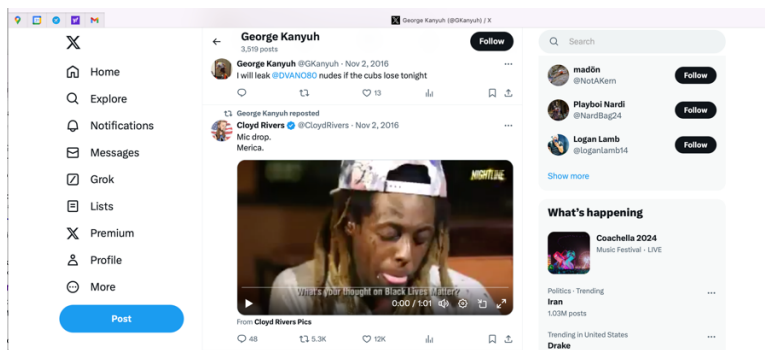 George Kanyuh (@GKanyuh) / X
X
Home
Explore
Notifications
Messages
Grok
Lists
Premium
Profile
More
Post
George Kanyuh
3,519 posts
Follow
George Kanyuh @GKanyuh · Nov 2, 2016
I will leak @DVANO80 nudes if the cubs lose tonight
13
George Kanyuh reposted
Cloyd Rivers @CloydRivers · Nov 2, 2016
Mic drop.
Merica.
NIGHTLINE
What's your thought on Black Lives Matter?
0:00 / 1:01
From Cloyd Rivers Pics
48 5.3K 12K
Search
madön
@NotAKern
Follow
Playboi Nardi
@NardBag24
Follow
Logan Lamb
@loganlamb14
Follow
Show more
What's happening
Coachella 2024
Music Festival · LIVE
Politics · Trending
Iran
1.03M posts
Trending in United States
Drake